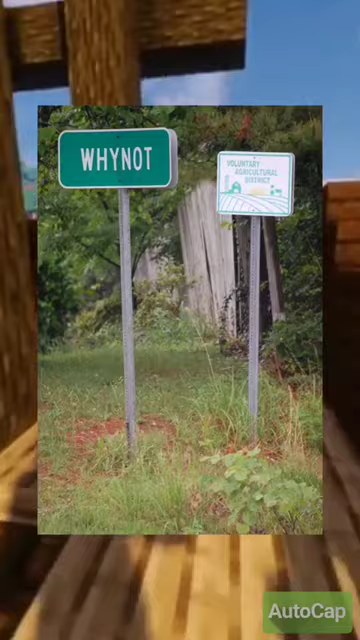 WHYNOT
VOLUNTARY
AGRICULTURAL
DISTRICT
AutoCap